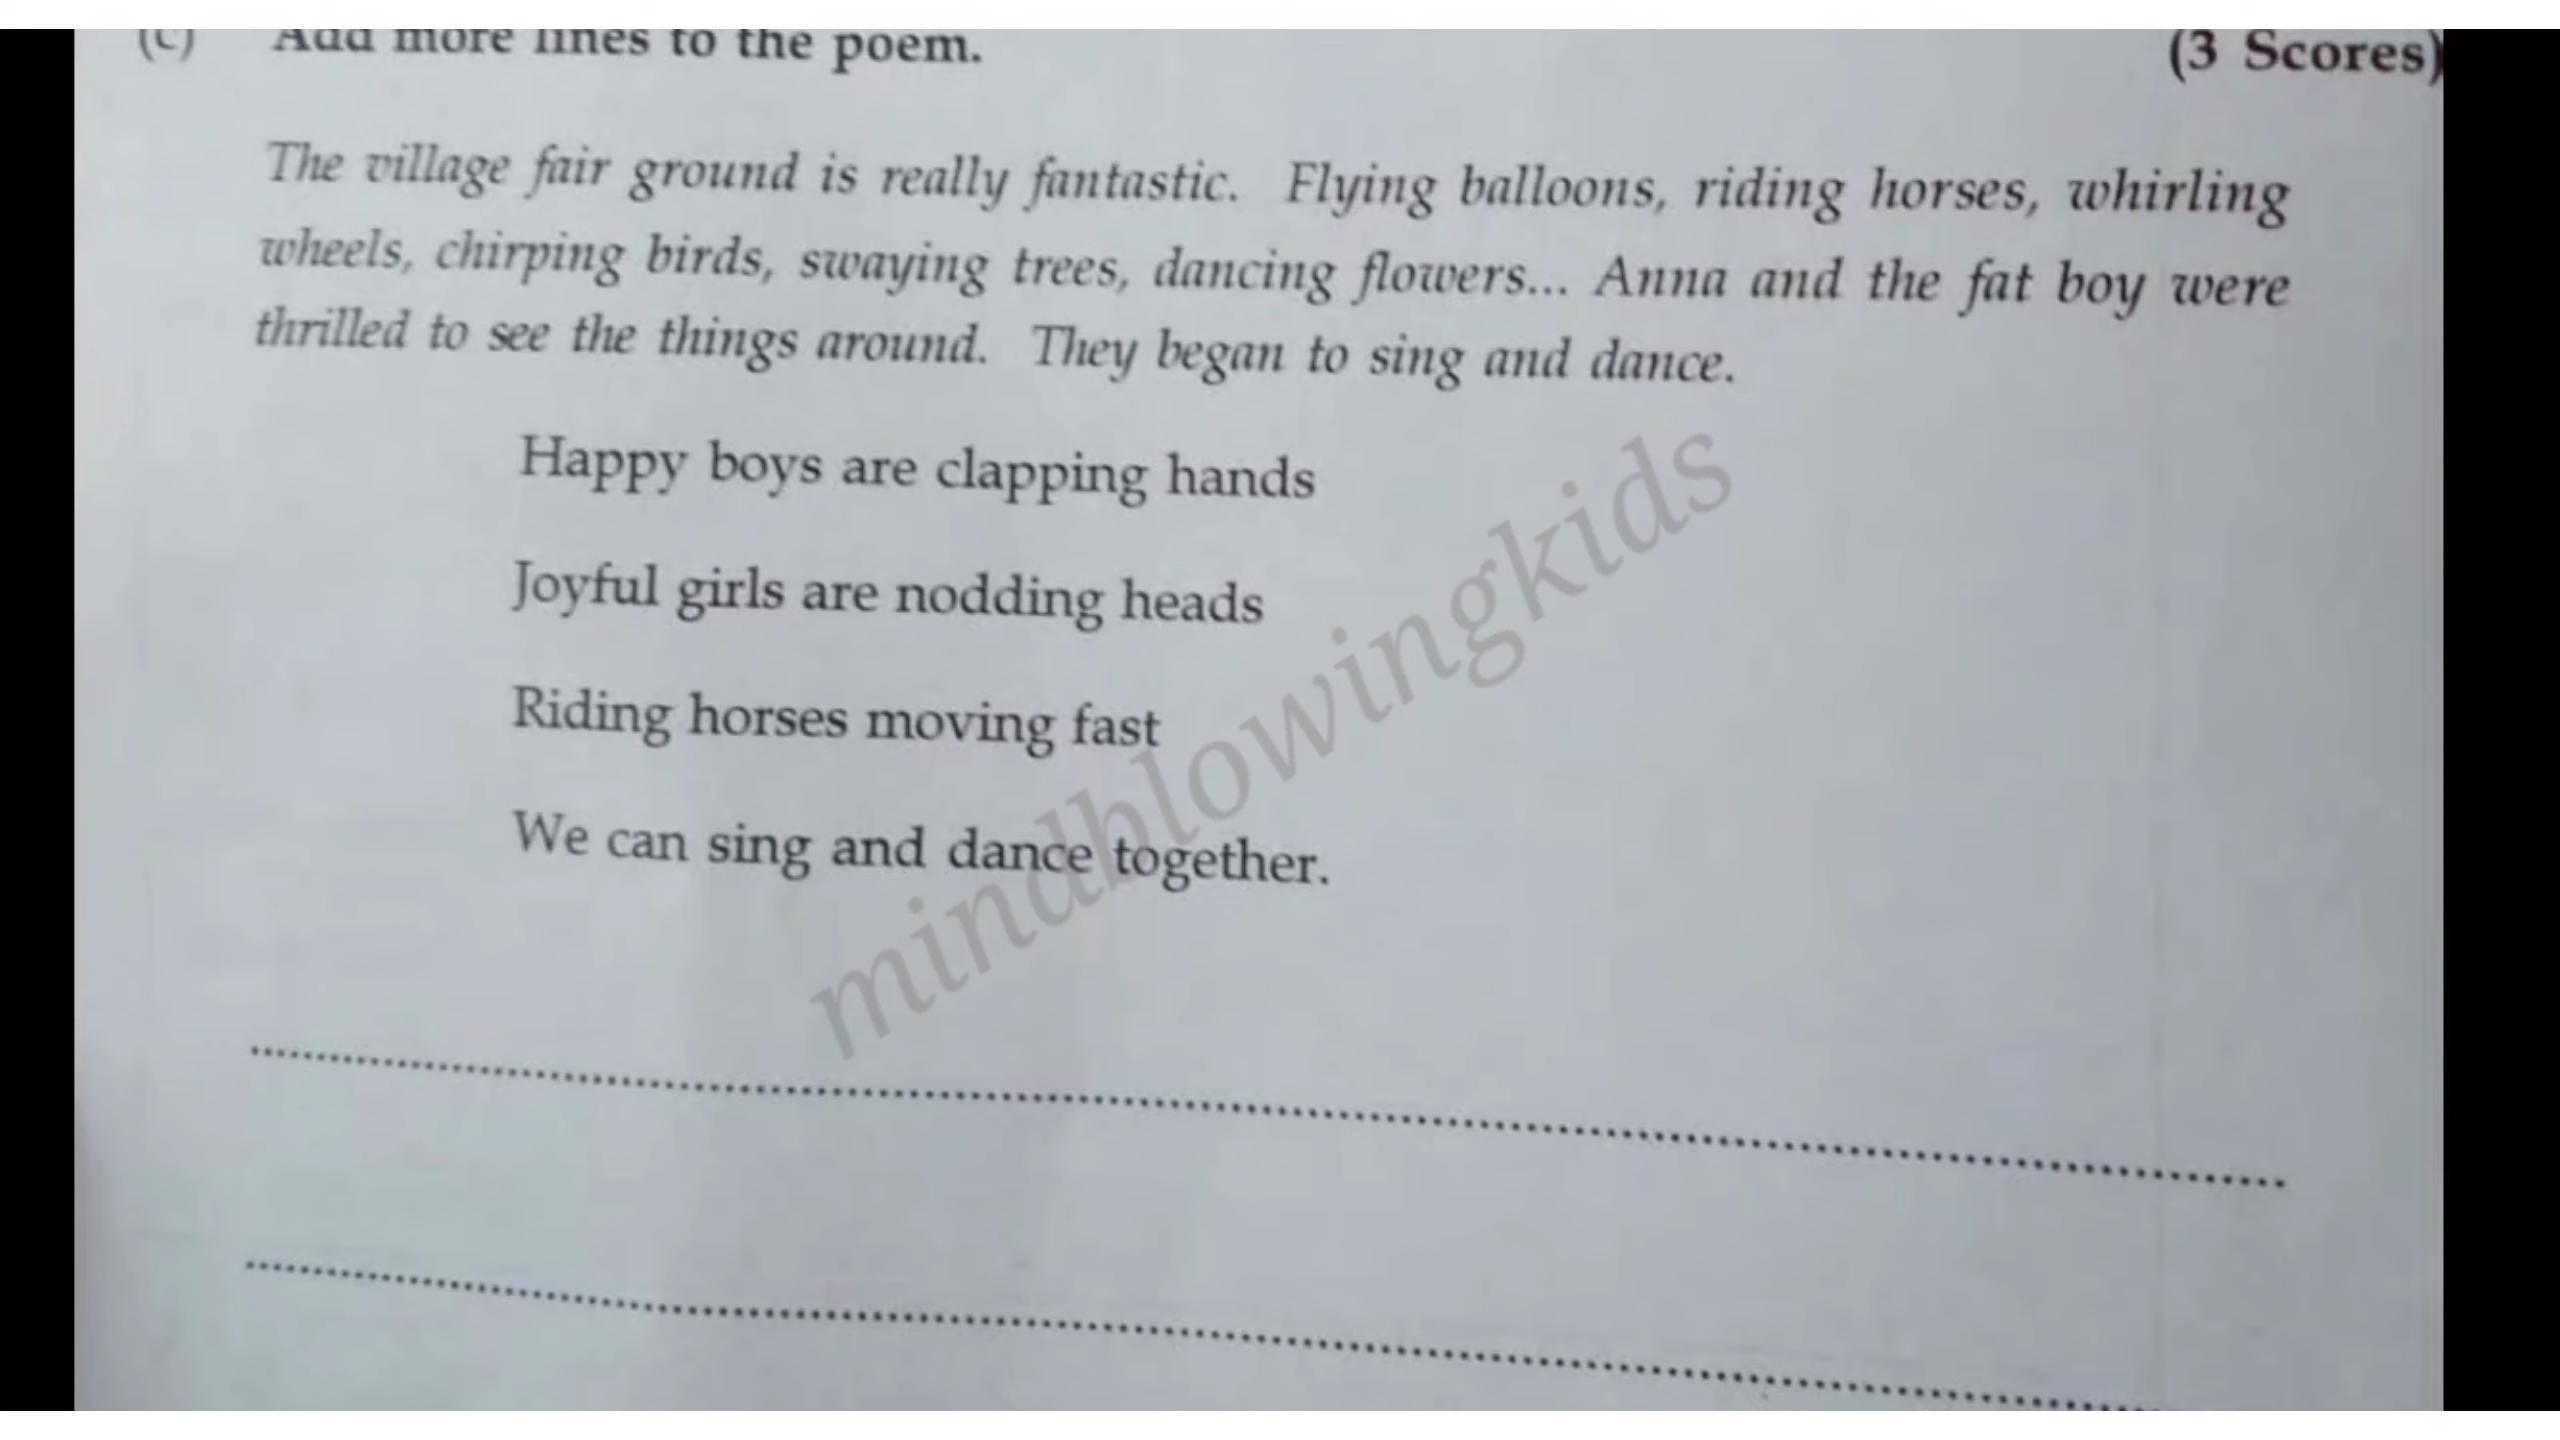 (c) Add more lines to the poem. (3 Scores)
The village fair ground is really fantastic. Flying balloons, riding horses, whirling
wheels, chirping birds, swaying trees, dancing flowers... Anna and the fat boy were
thrilled to see the things around. They began to sing and dance.
Happy boys are clapping hands
Joyful girls are nodding heads
Riding horses moving fast
We can sing and dance together.
mindblowingkids